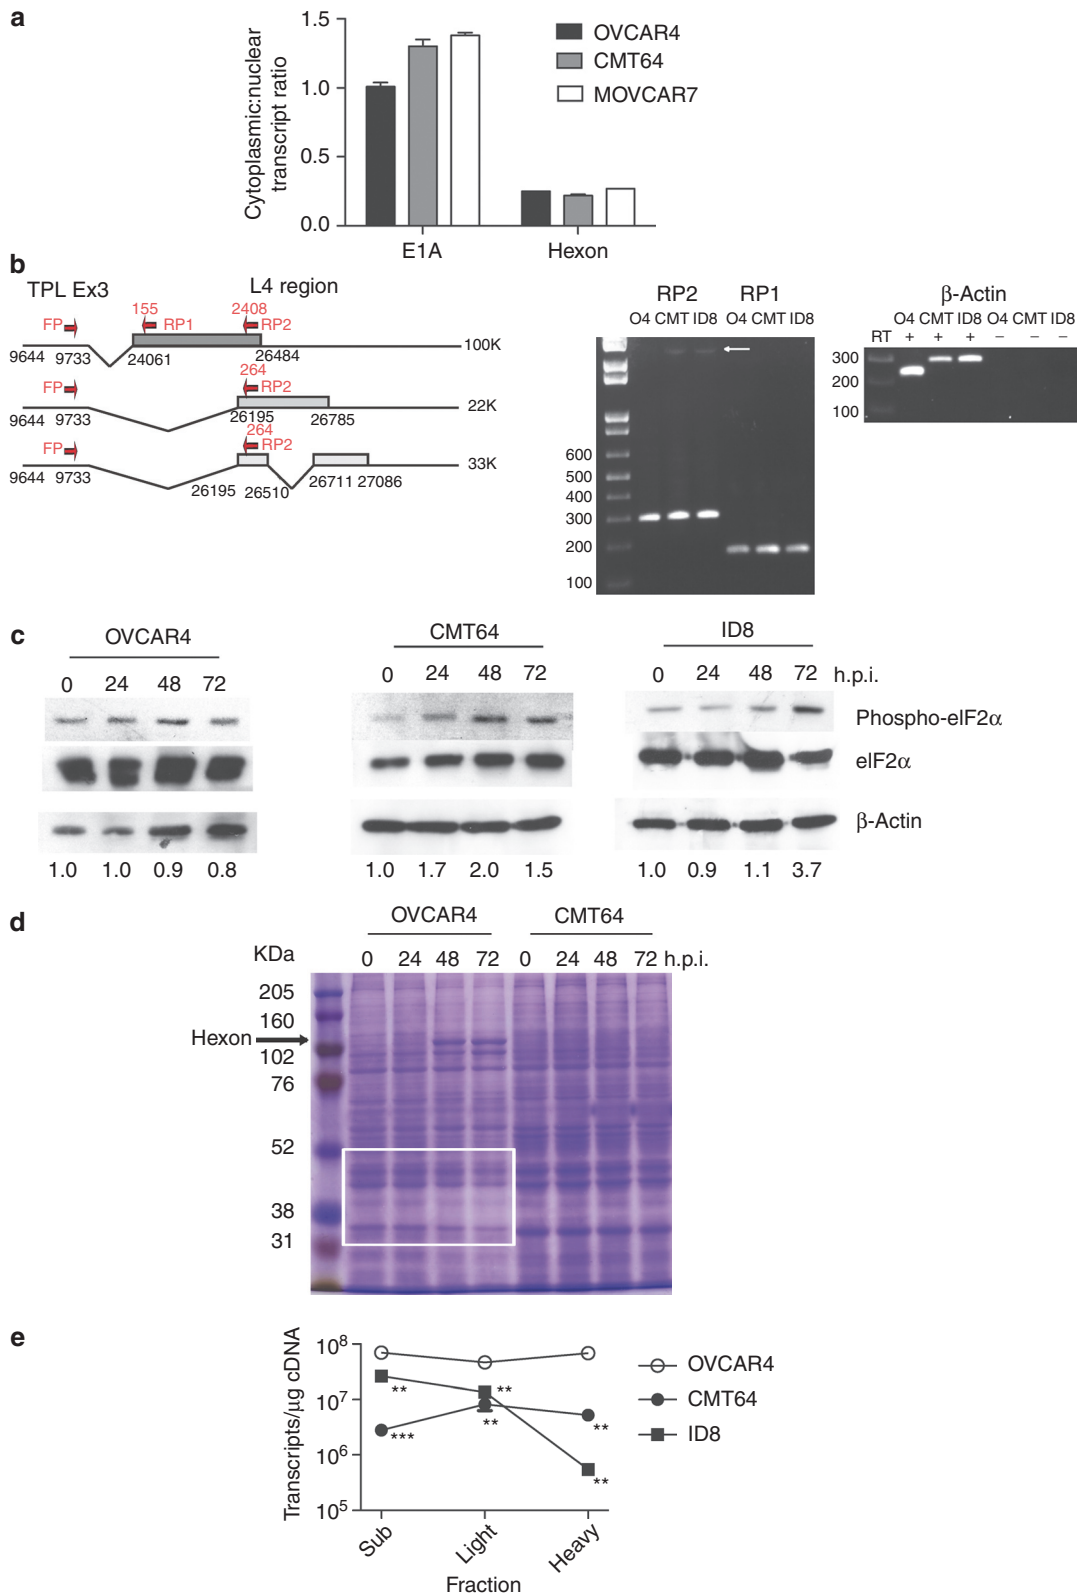 a
1.5
1.0
0.5
0.0
Cytoplasmic:nuclear
transcript ratio
E1A Hexon
OVCAR4
CMT64
MOVCAR7
b
TPL Ex3 L4 region
155 2408
FP RP1 RP2
9644 9733 24061 26484 100K
264
FP RP2
9644 9733 26195 26785 22K
264
FP RP2
9644 9733 26195 26510 26711 27086 33K
RP2 RP1
O4 CMT ID8 O4 CMT ID8
600
500
400
300
200
100
β-Actin
O4 CMT ID8 O4 CMT ID8
RT + + + – – –
300
200
100
c
OVCAR4 CMT64 ID8
0 24 48 72 0 24 48 72 0 24 48 72 h.p.i.
Phospho-eIF2α
eIF2α
β-Actin
1.0 1.0 0.9 0.8 1.0 1.7 2.0 1.5 1.0 0.9 1.1 3.7
d
OVCAR4 CMT64
KDa 0 24 48 72 0 24 48 72 h.p.i.
205
160
Hexon
102
76
52
38
31
e
Transcripts/μg cDNA
10⁸
10⁷
10⁶
10⁵
** **
*** ** **
**
Sub Light Heavy
Fraction
OVCAR4
CMT64
ID8